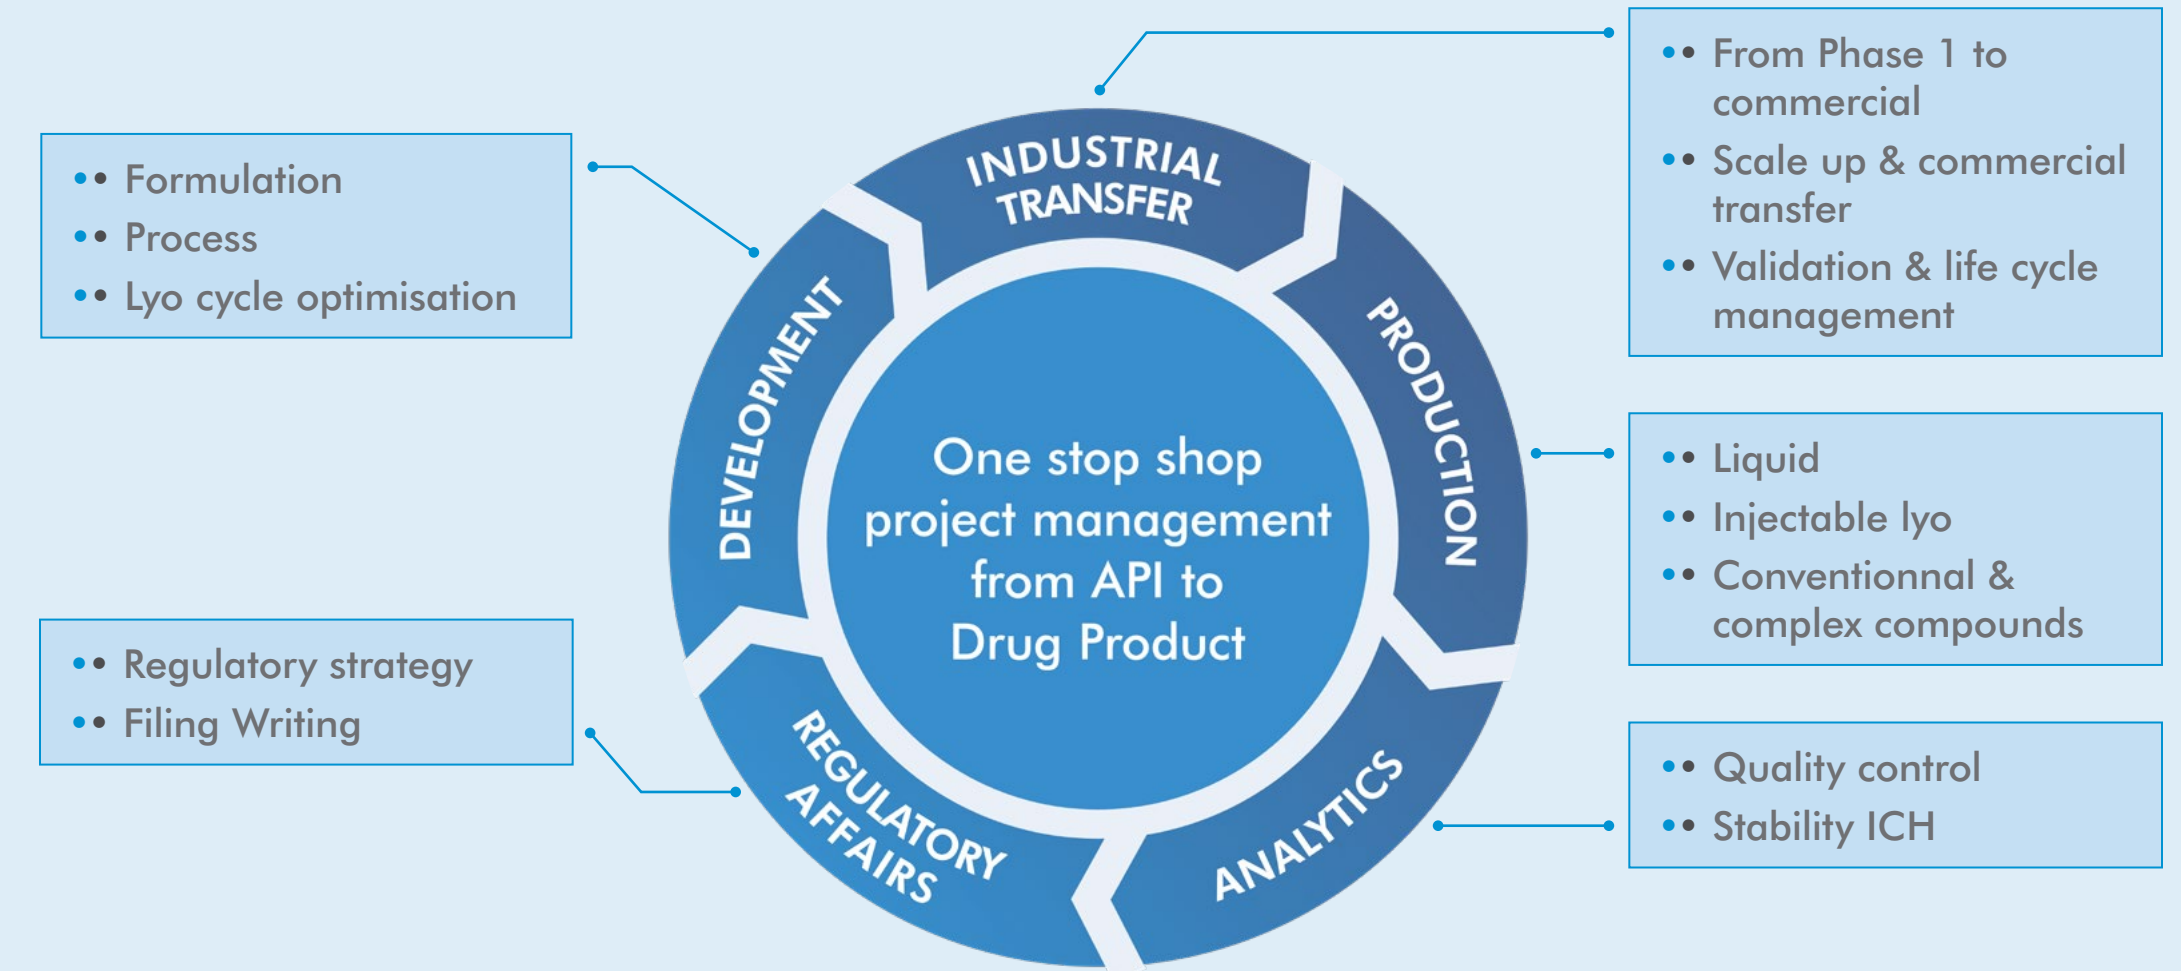 INDUSTRIAL
TRANSFER
•• From Phase 1 to
commercial
•• Scale up & commercial
transfer
•• Validation & life cycle
management
PRODUCTION
•• Liquid
•• Injectable lyo
•• Conventionnal &
complex compounds
ANALYTICS
•• Quality control
•• Stability ICH
REGULATORY
AFFAIRS
•• Regulatory strategy
•• Filing Writing
DEVELOPMENT
•• Formulation
•• Process
•• Lyo cycle optimisation
One stop shop
project management
from API to
Drug Product